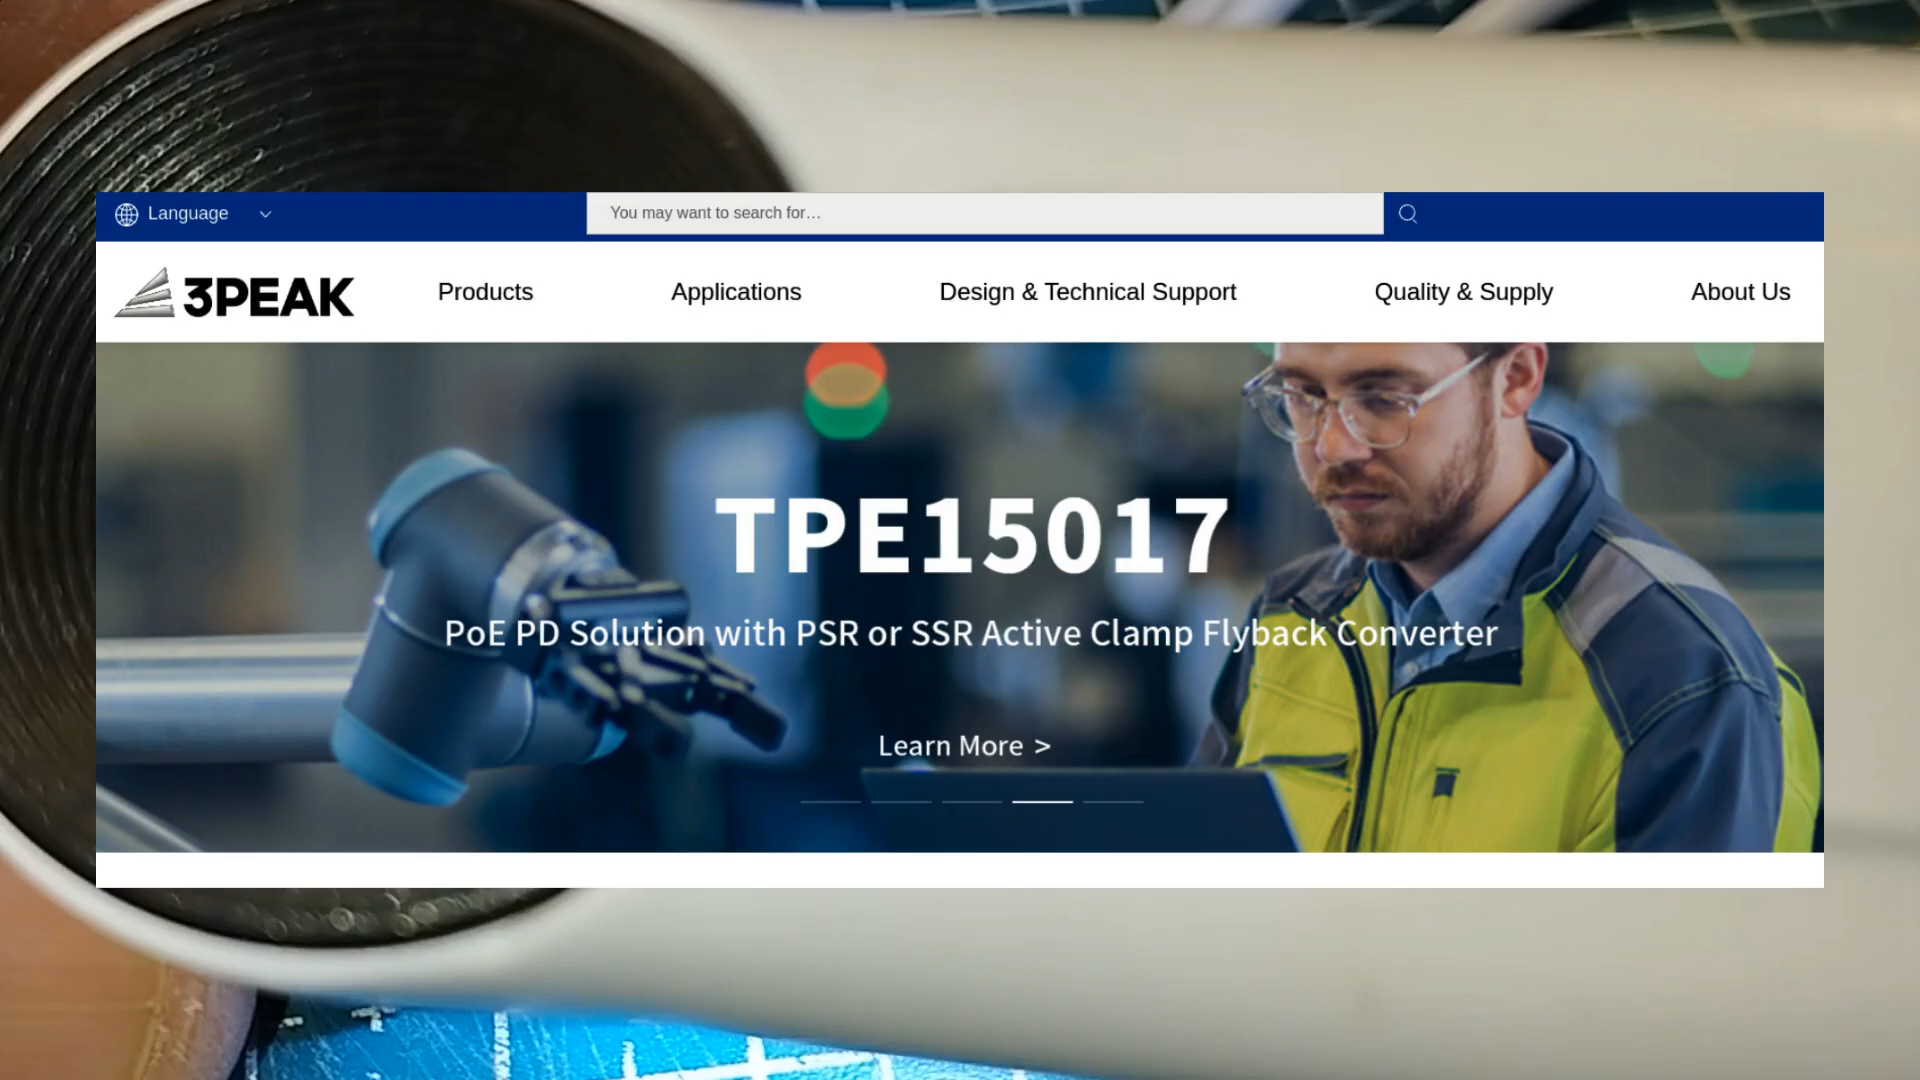 Language
You may want to search for...
3PEAK
Products
Applications
Design & Technical Support
Quality & Supply
About Us
TPE15017
PoE PD Solution with PSR or SSR Active Clamp Flyback Converter
Learn More >